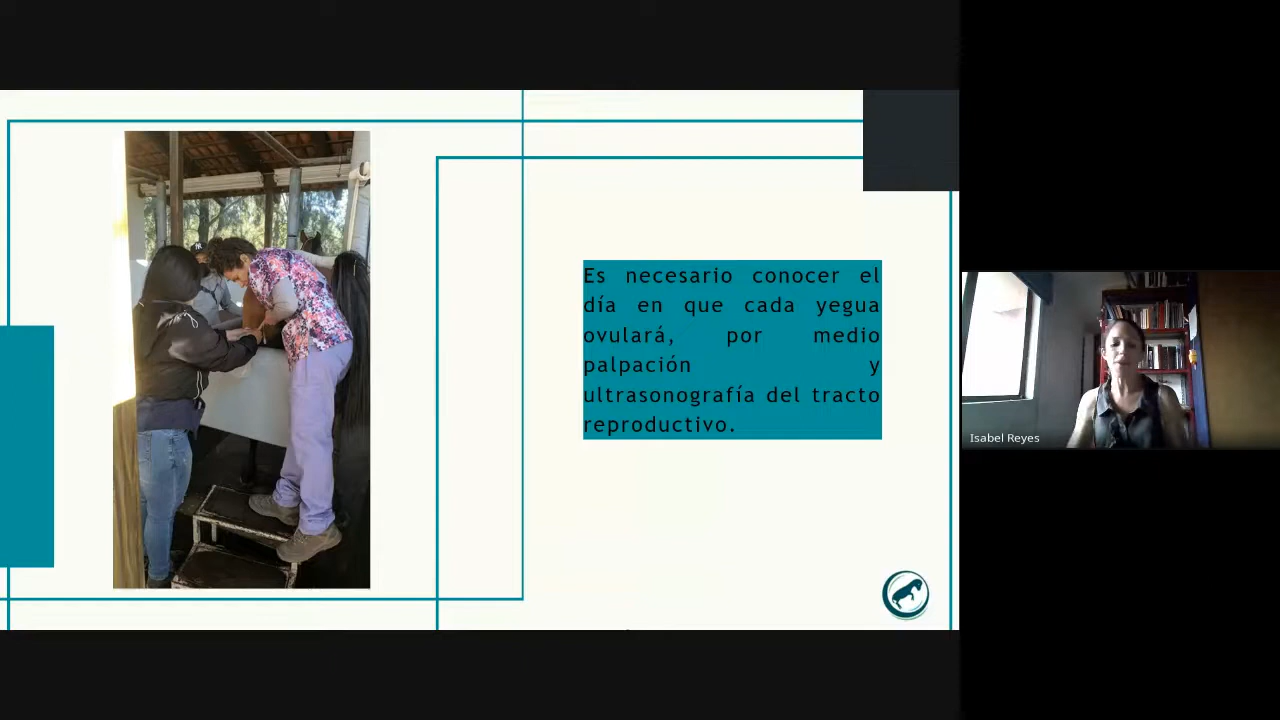 Es necesario conocer el
día en que cada yegua
ovulará, por medio
palpación y
ultrasonografía del tracto
reproductivo.
Isabel Reyes